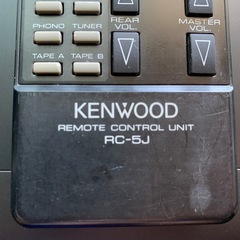 PHONO TUNER REAR VOL. MASTER VOL.
TAPE A TAPE B
KENWOOD
REMOTE CONTROL UNIT
RC-5J